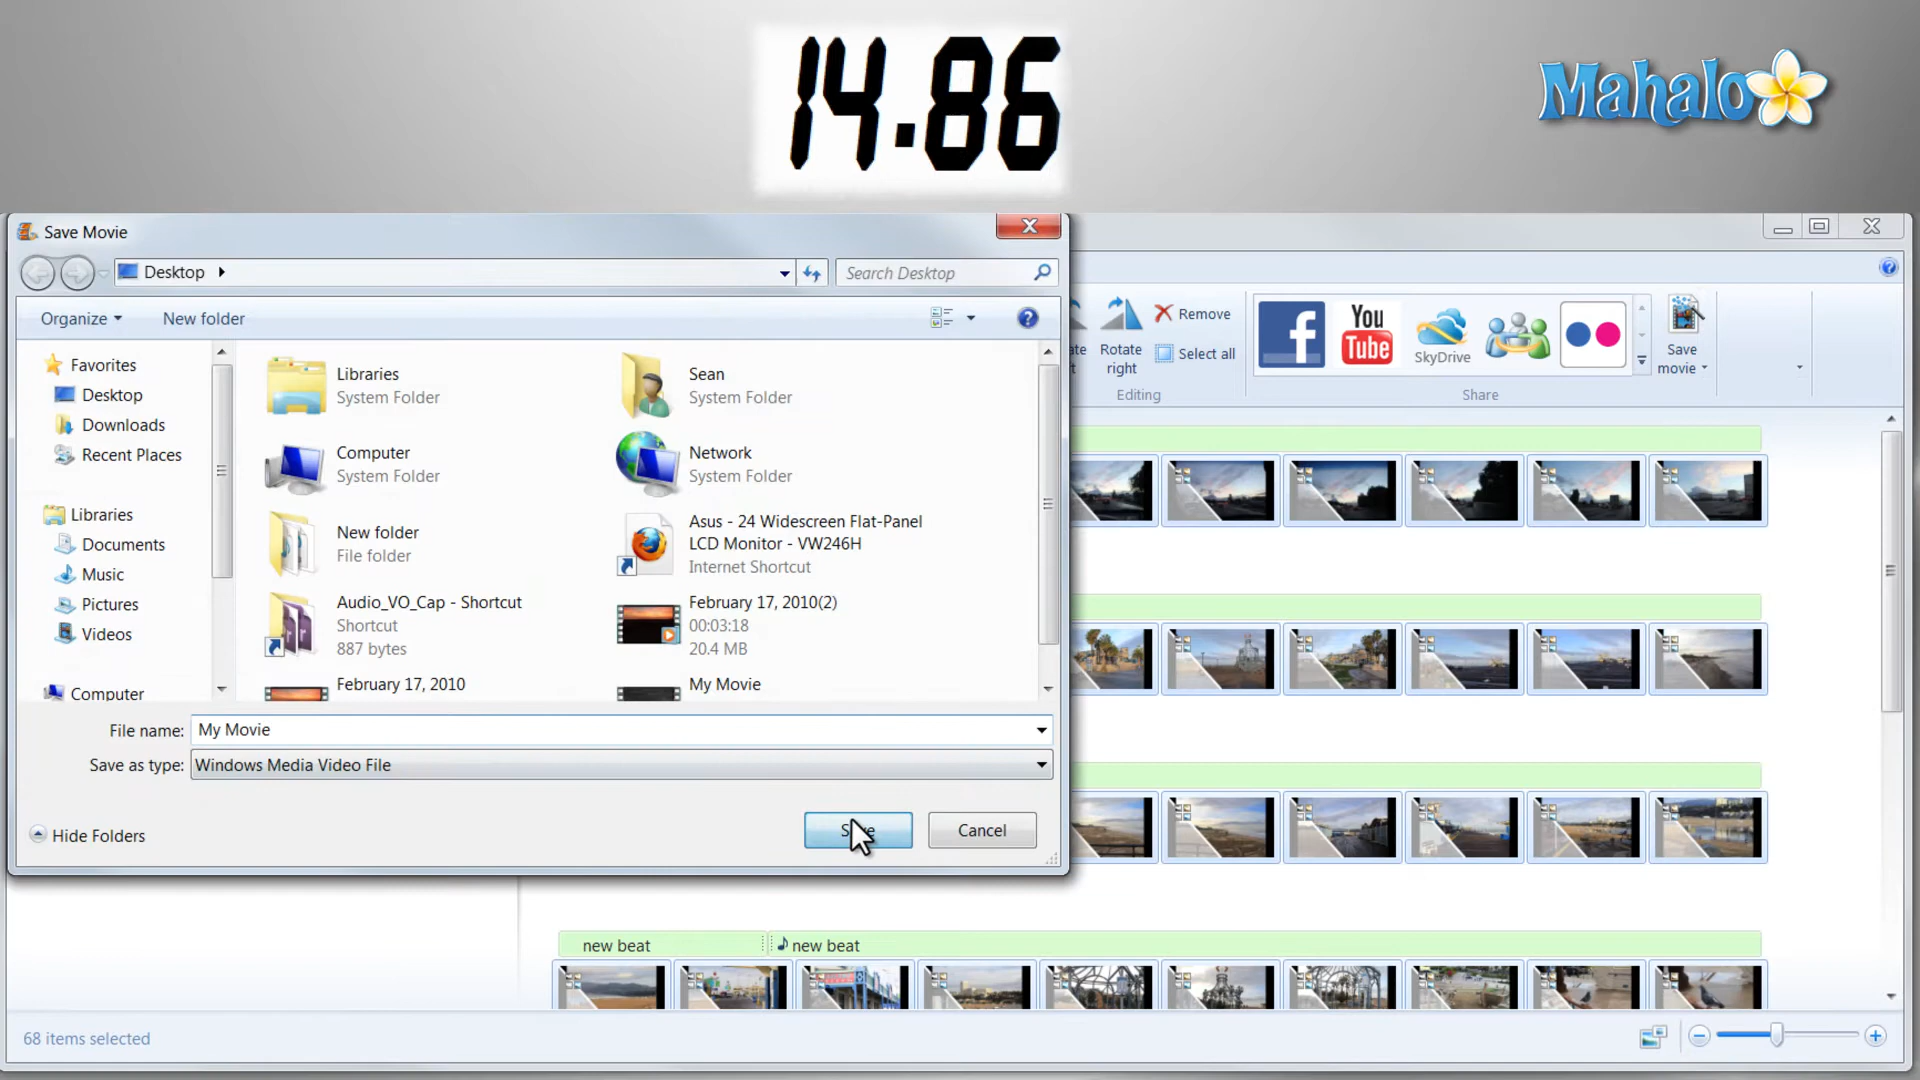 14.86
Mahalo
Save Movie
Desktop
Search Desktop
Organize
New folder
Favorites
Desktop
Downloads
Recent Places
Libraries
Documents
Music
Pictures
Videos
Computer
Libraries
System Folder
Sean
System Folder
Computer
System Folder
Network
System Folder
New folder
File folder
Asus - 24 Widescreen Flat-Panel
LCD Monitor - VW246H
Internet Shortcut
Audio_VO_Cap - Shortcut
Shortcut
887 bytes
February 17, 2010(2)
00:03:18
20.4 MB
February 17, 2010
My Movie
File name: My Movie
Save as type: Windows Media Video File
Hide Folders
Cancel
Rotate
right
Remove
Select all
Editing
f
You
Tube
SkyDrive
Share
Save
movie
new beat
new beat
68 items selected